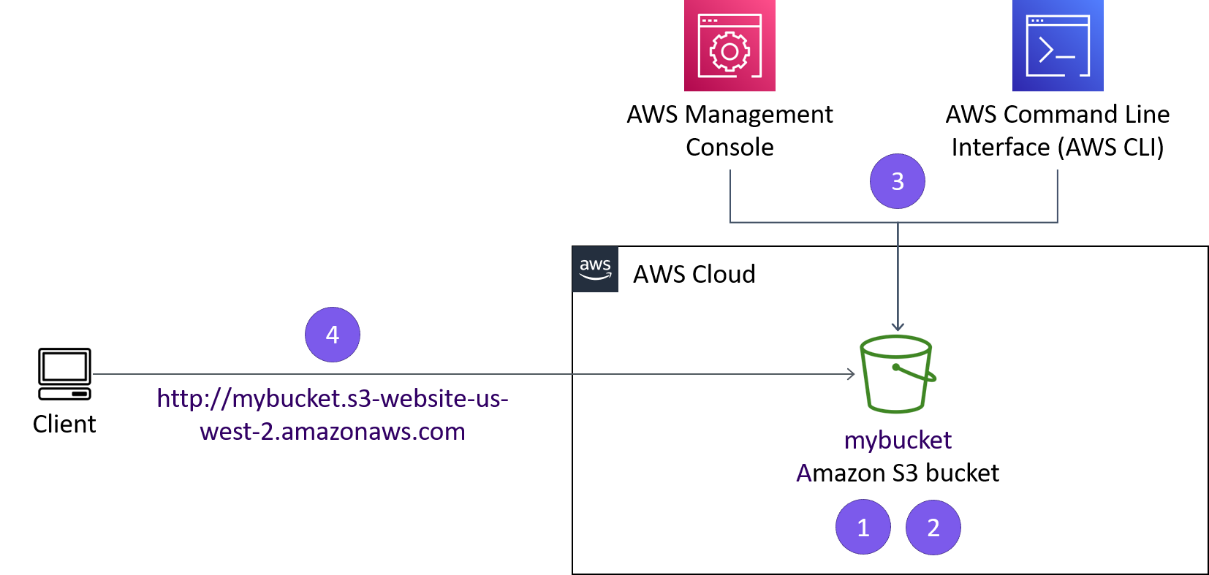 AWS Management
Console
AWS Command Line
Interface (AWS CLI)
3
aws
AWS Cloud
4
http://mybucket.s3-website-us-
west-2.amazonaws.com
Client
mybucket
Amazon S3 bucket
1
2